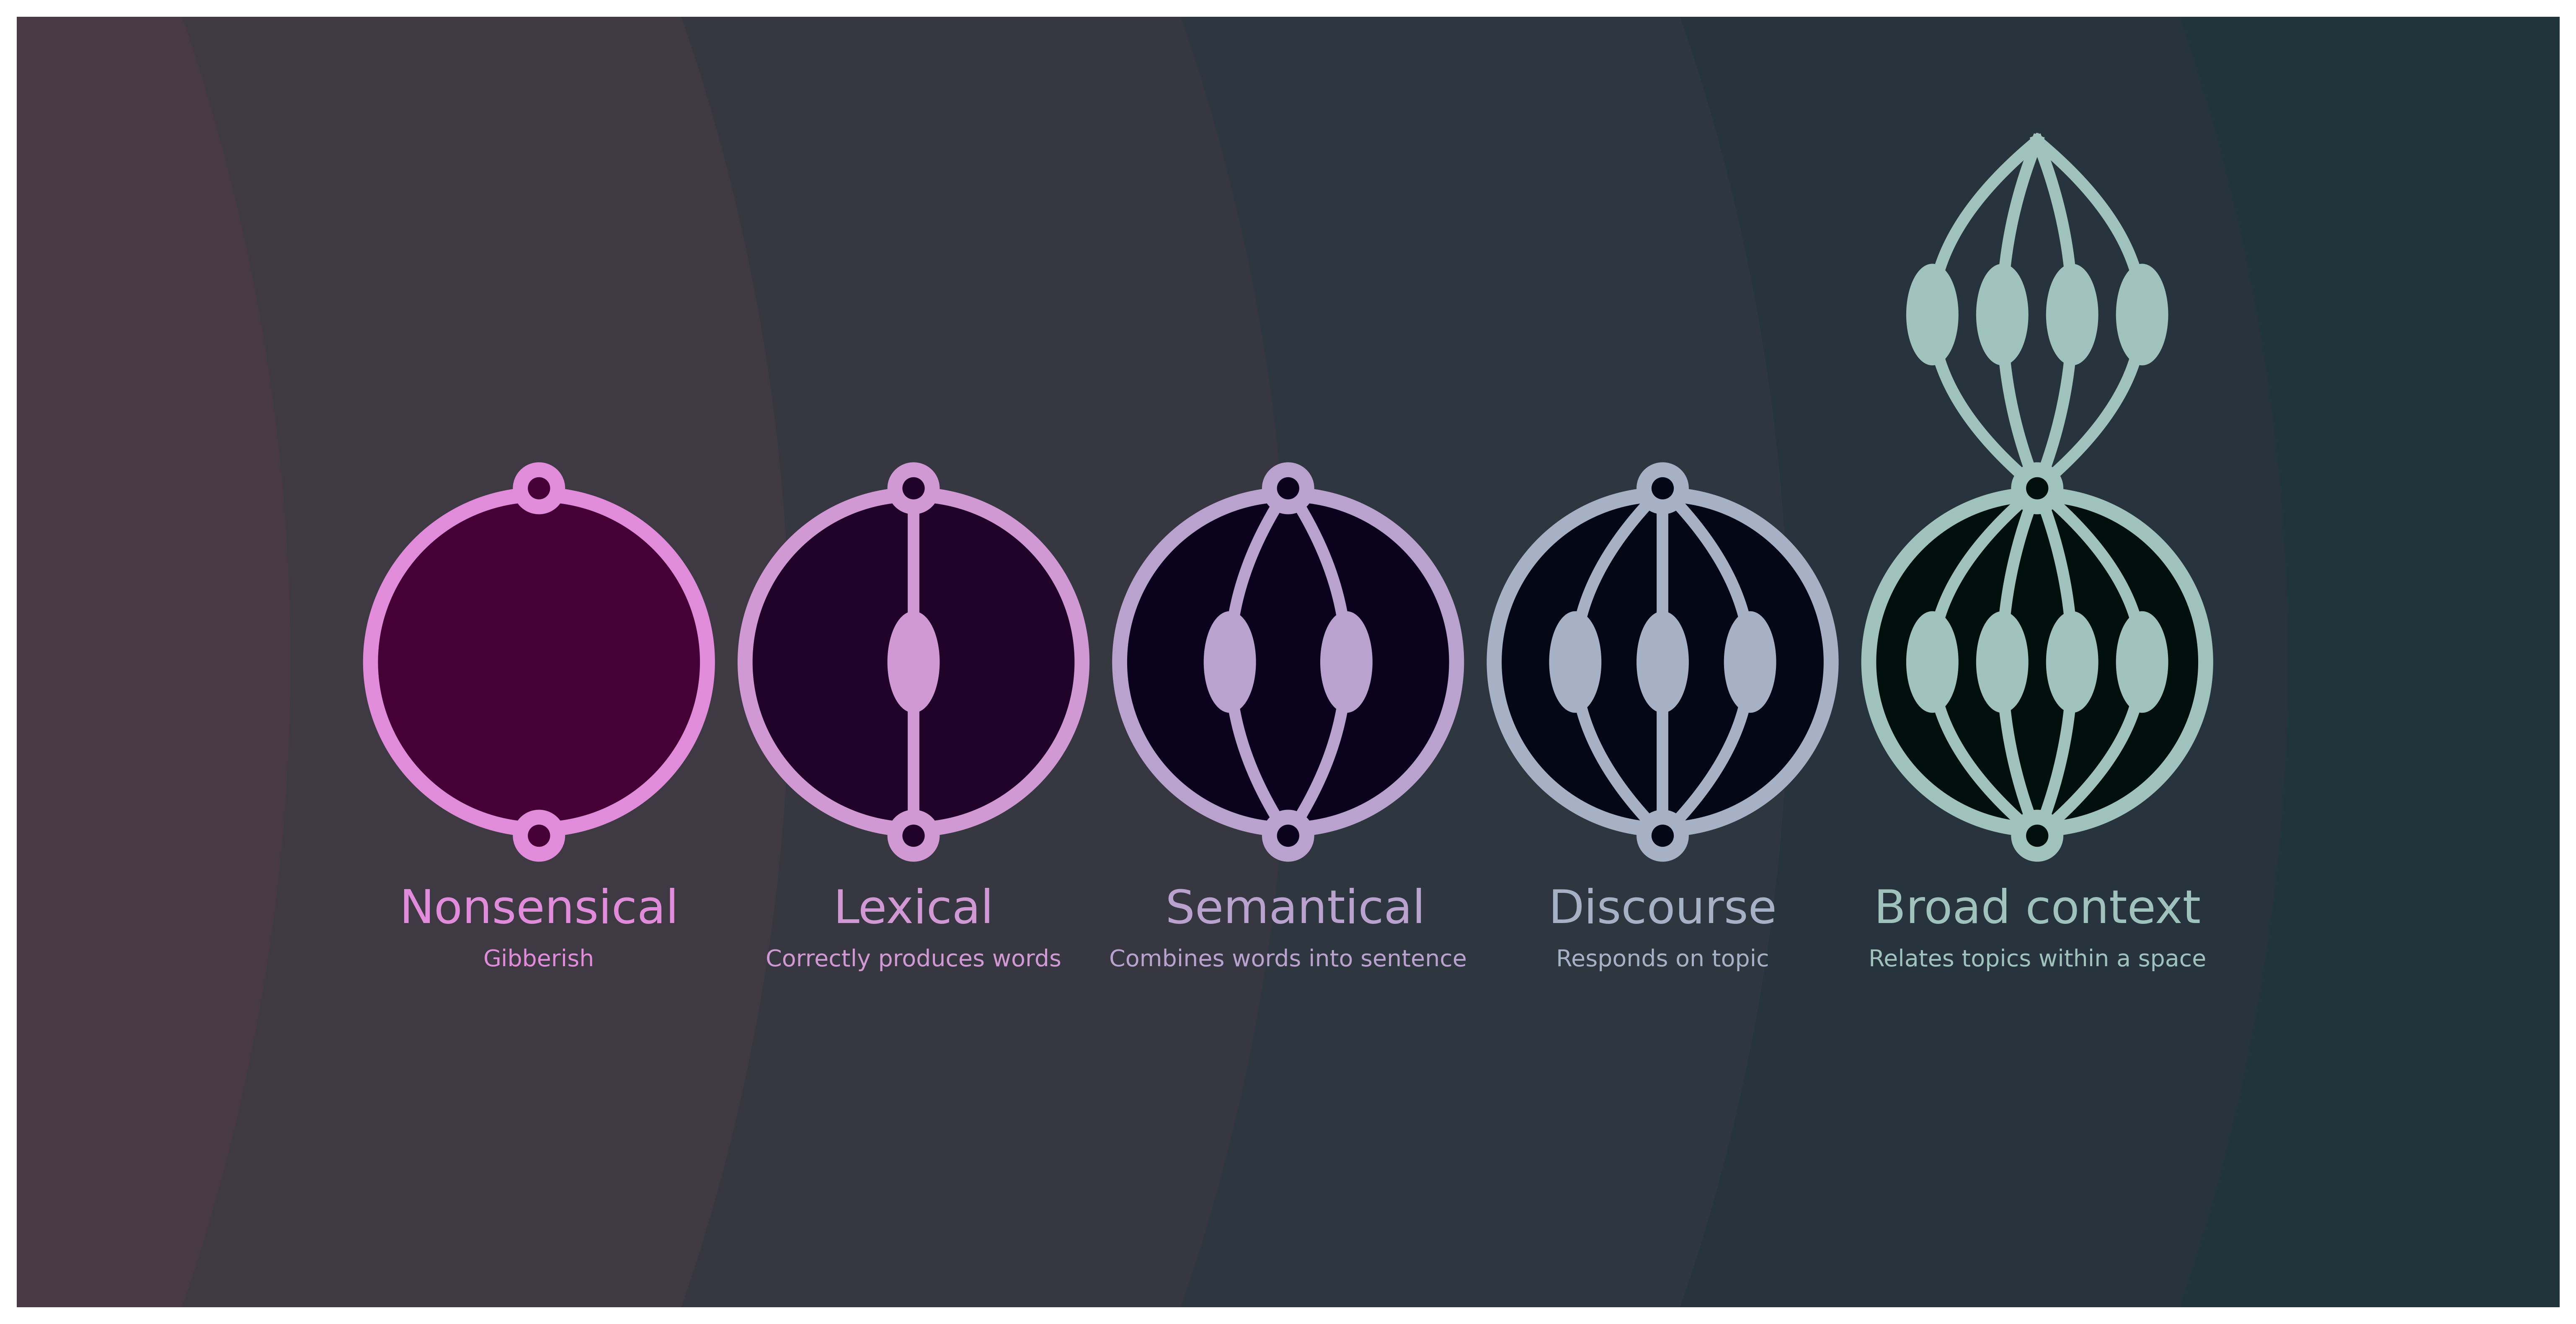 Nonsensical
Gibberish
Lexical
Correctly produces words
Semantical
Combines words into sentence
Discourse
Responds on topic
Broad context
Relates topics within a space